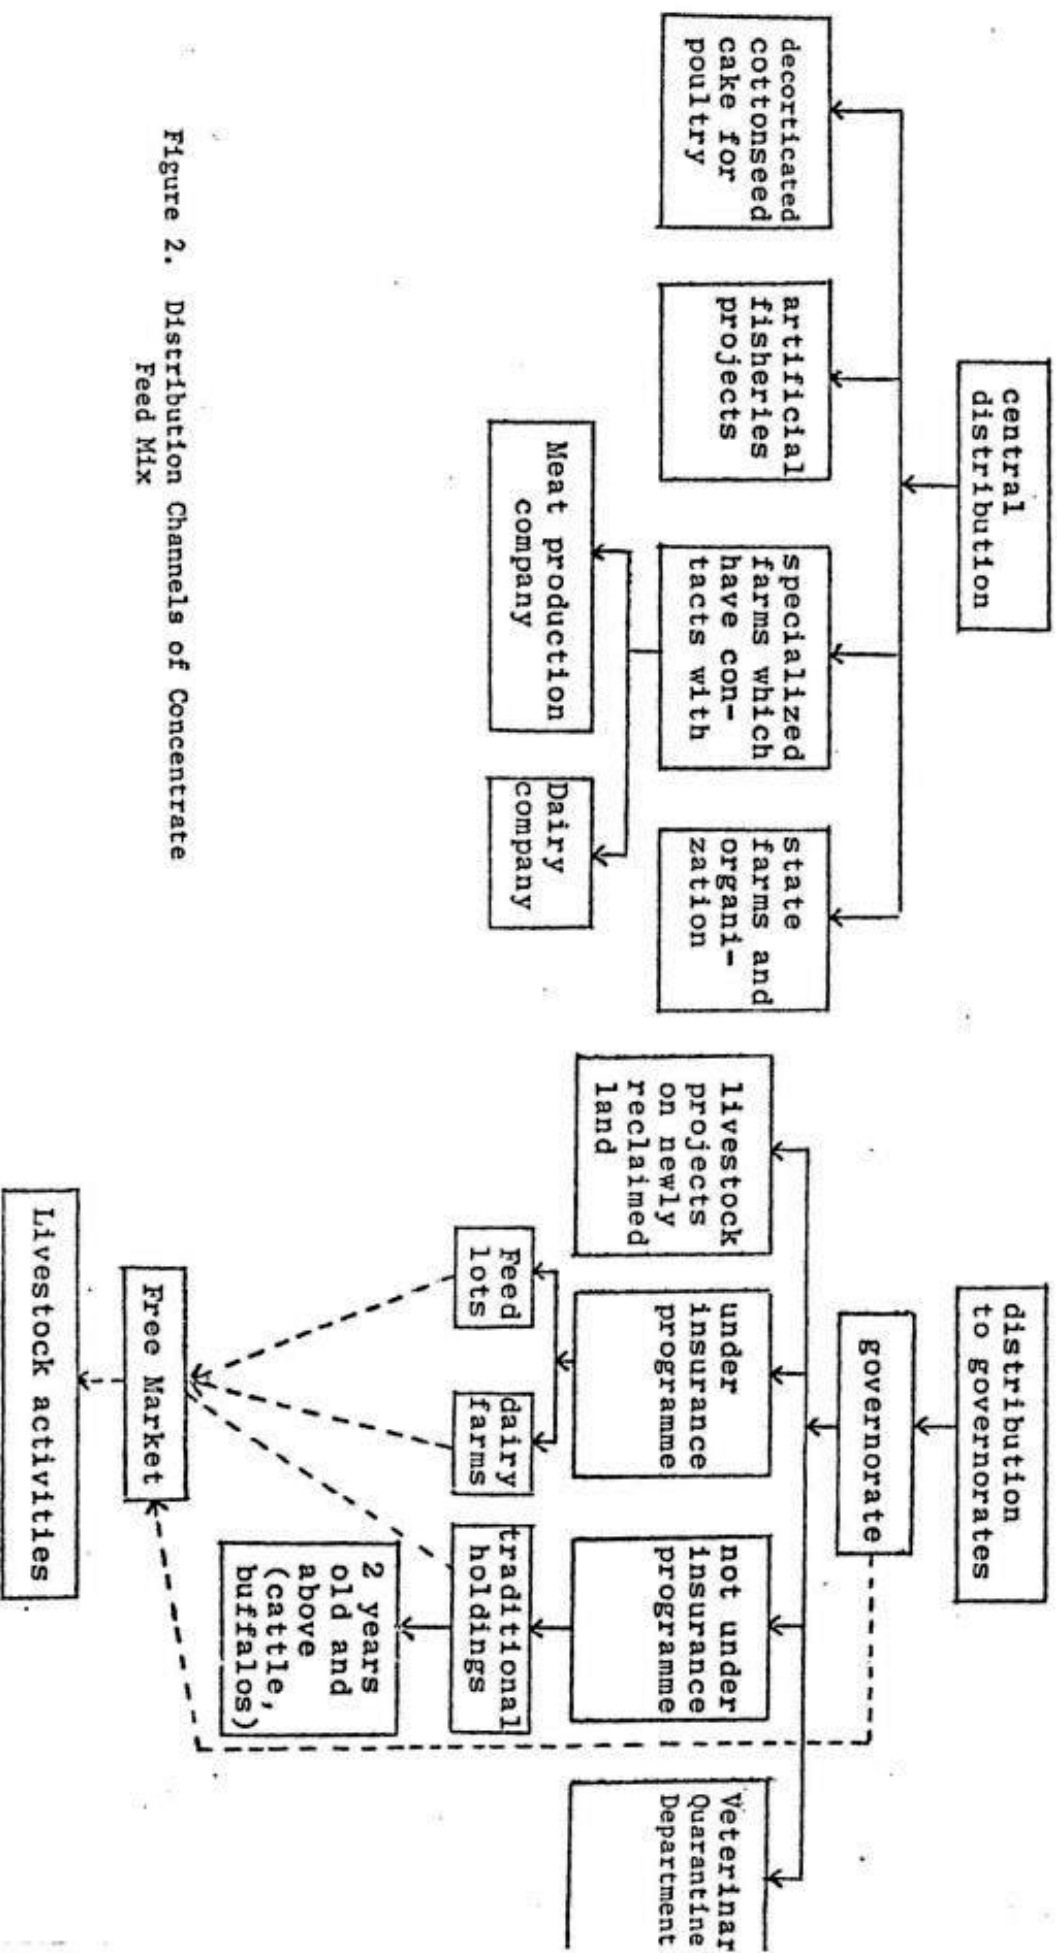 central
distribution
decorticated
cottonseed
cake for
poultry
artificial
fisheries
projects
specialized
farms which
have con-
tacts with
state
farms and
organi-
zation
Meat production
company
Dairy
company
distribution
to governorates
governorate
livestock
projects
on newly
reclaimed
land
under
insurance
programme
not under
insurance
programme
Veterinar
Quarantine
Department
Feed
lots
dairy
farms
traditional
holdings
2 years
old and
above
(cattle,
buffalos)
Free Market
Livestock activities
Figure 2. Distribution Channels of Concentrate
Feed Mix